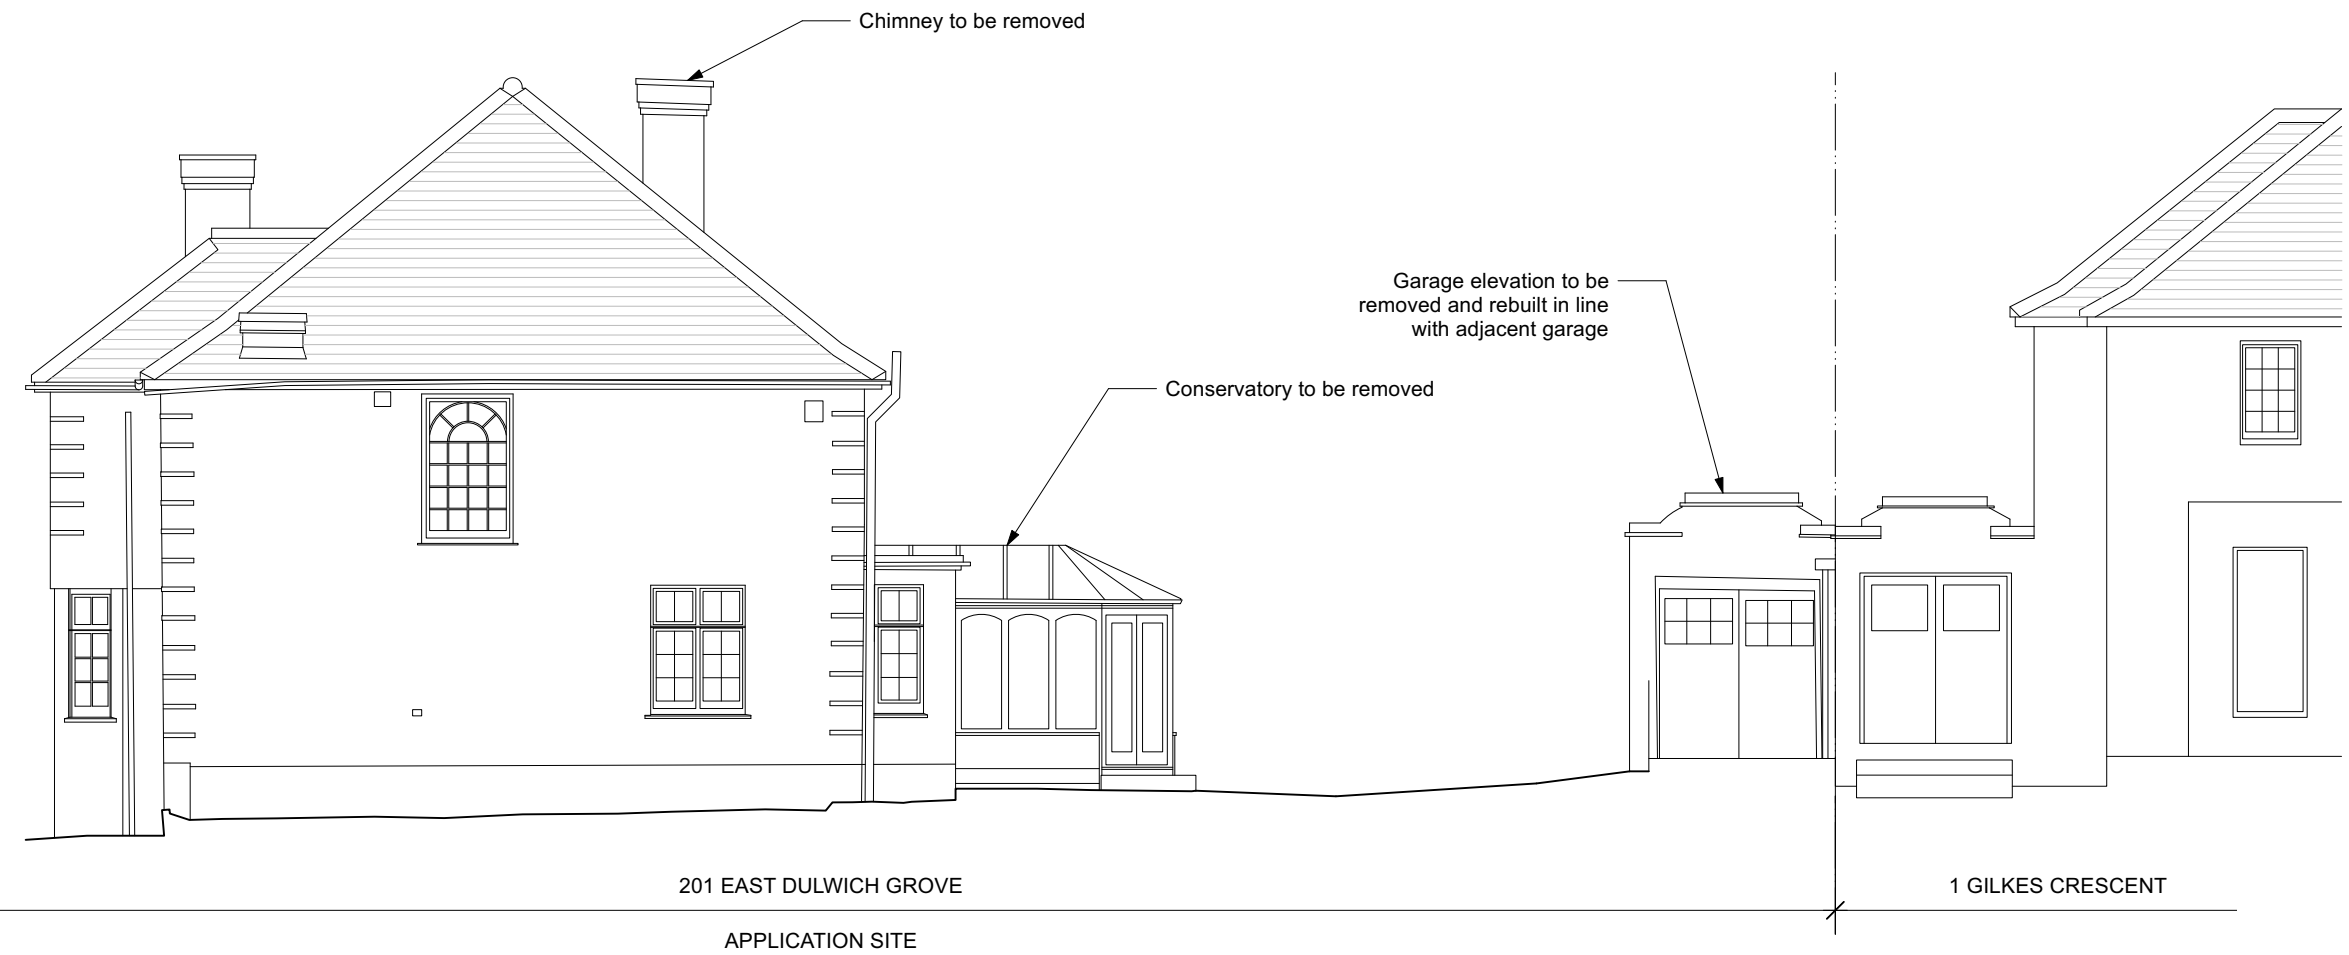 Chimney to be removed
Garage elevation to be
removed and rebuilt in line
with adjacent garage
Conservatory to be removed
201 EAST DULWICH GROVE
1 GILKES CRESCENT
APPLICATION SITE